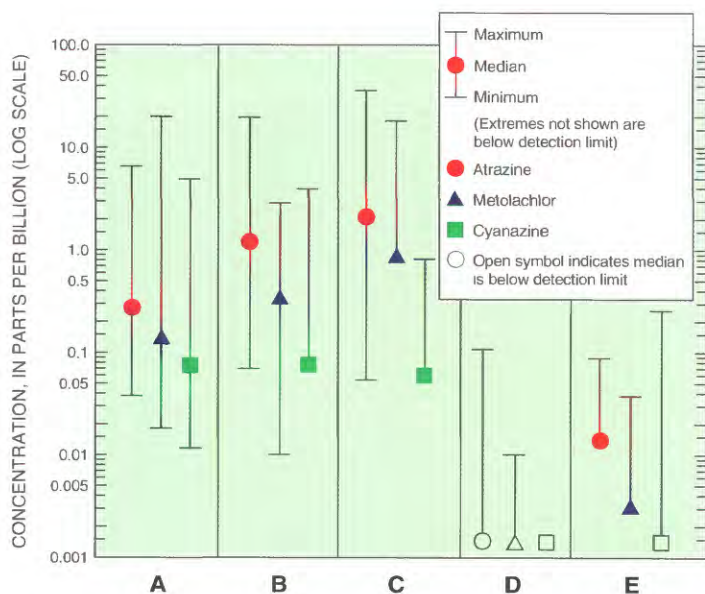 CONCENTRATION, IN PARTS PER BILLION (LOG SCALE)
100.0
50.0
10.0
5.0
1.0
0.5
0.1
0.05
0.01
0.005
0.001
A B C D E
Maximum
Median
Minimum
(Extremes not shown are
below detection limit)
Atrazine
Metolachlor
Cyanazine
Open symbol indicates median
is below detection limit